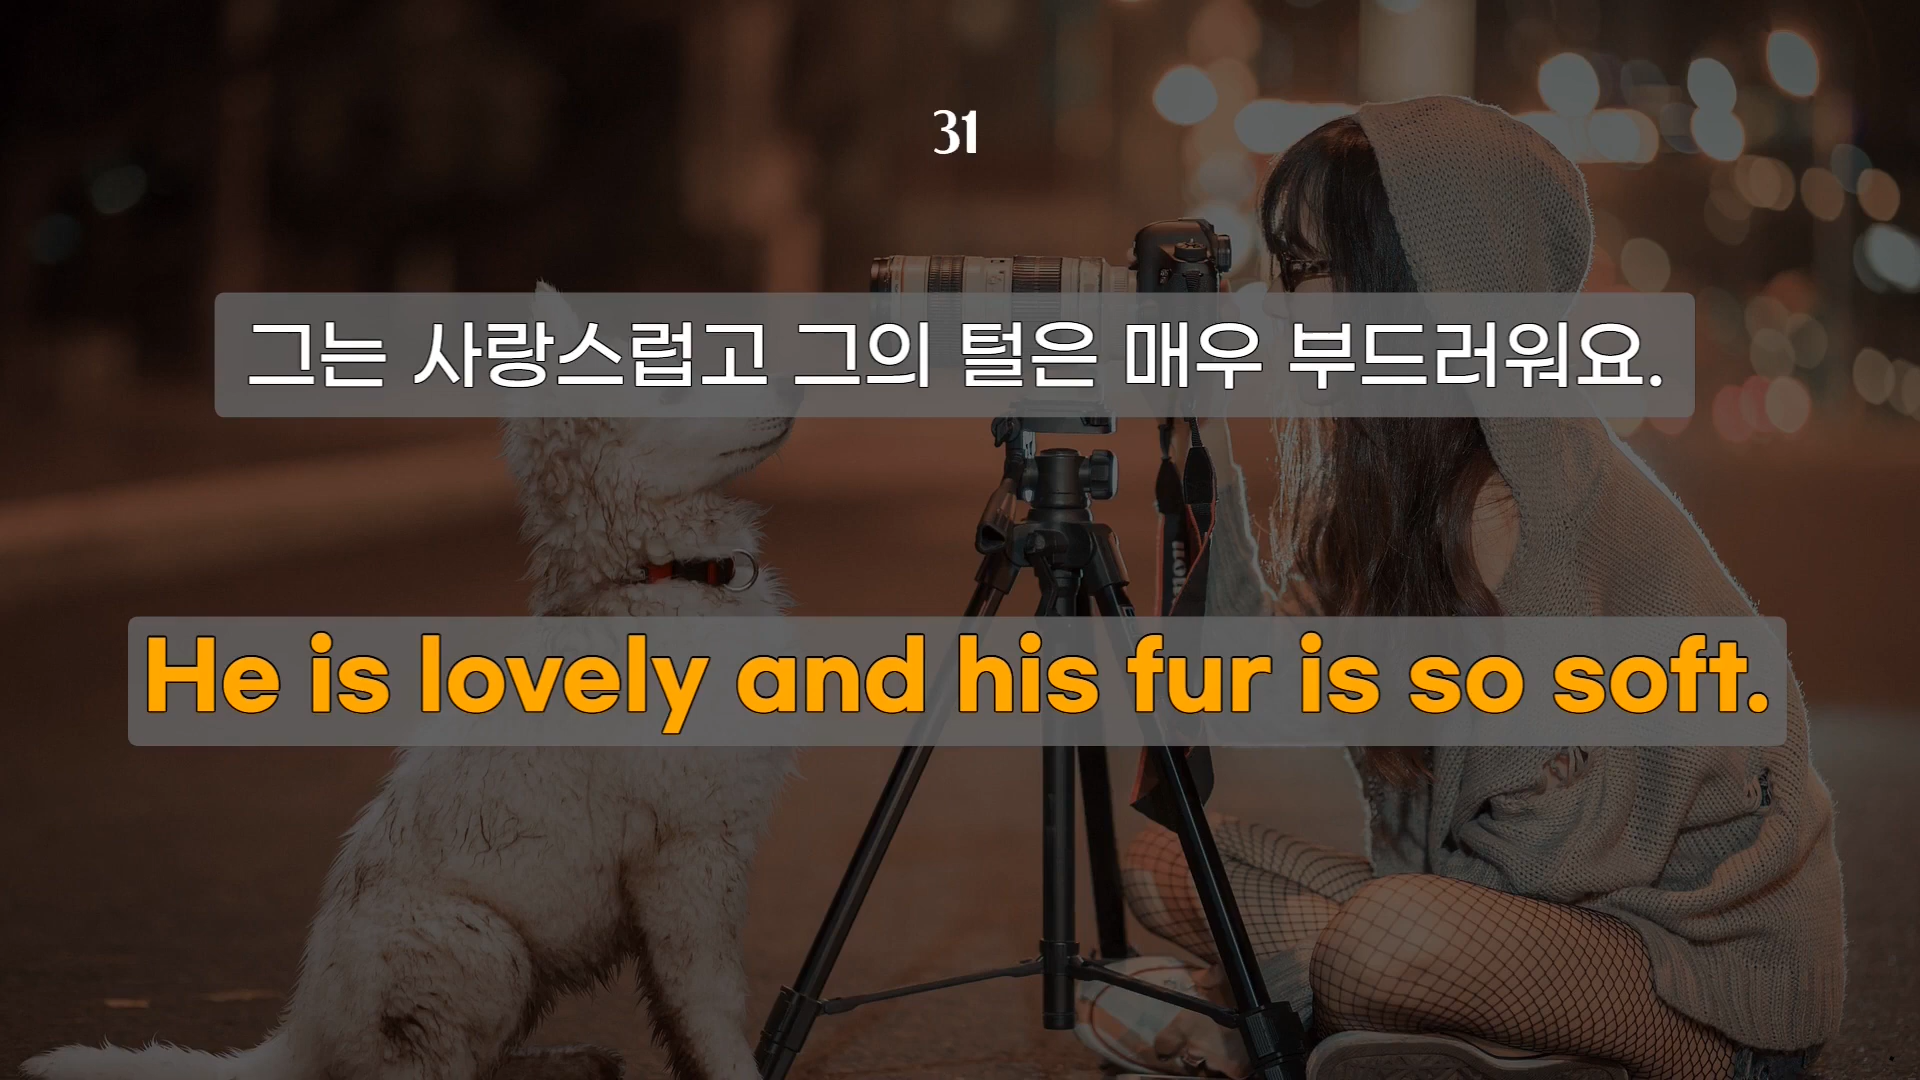 31
그는 사랑스럽고 그의 털은 매우 부드러워요.
He is lovely and his fur is so soft.